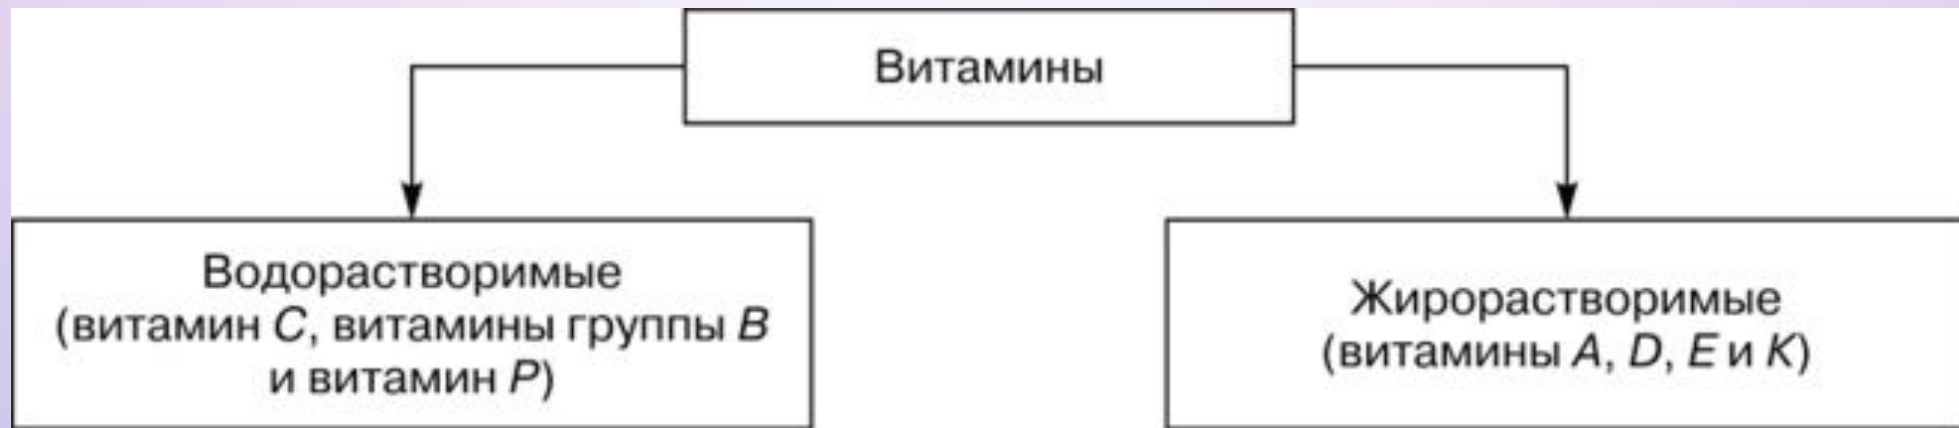 Витамины
Водорастворимые
(витамин C, витамины группы B
и витамин P)
Жирорастворимые
(витамины A, D, E и K)